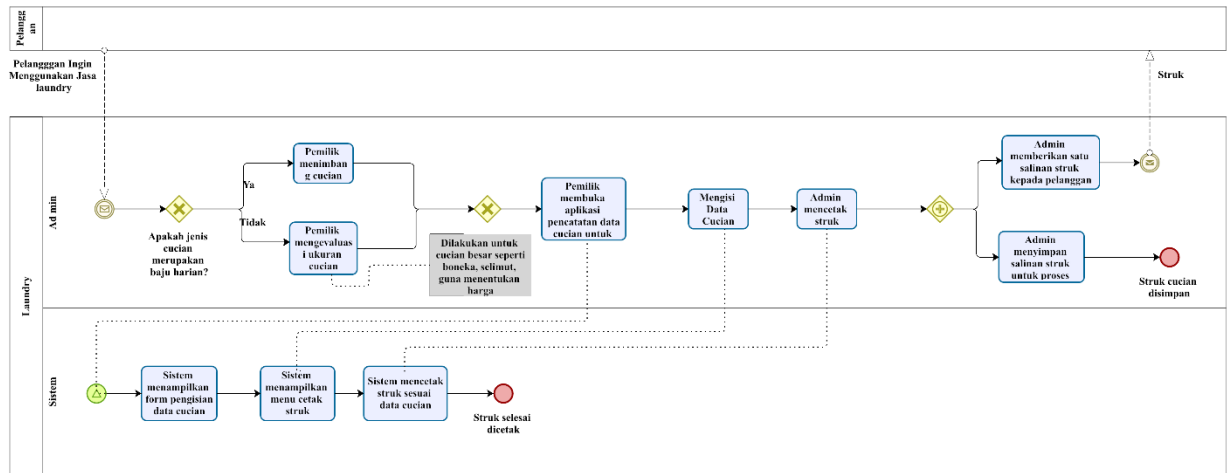 Pelangg
an
Pelangggan Ingin
Menggunakan Jasa
laundry
Struk
Laundry
Ad min
Apakah jenis
cucian
merupakan
baju harian?
Ya
Tidak
Pemilik
menimban
g cucian
Pemilik
mengevaluas
i ukuran
cucian
Dilakukan untuk
cucian besar seperti
boneka, selimut,
guna menentukan
harga
Pemilik
membuka
aplikasi
pencatatan data
cucian untuk
Mengisi
Data
Cucian
Admin
mencetak
struk
Admin
memberikan satu
salinan struk
kepada pelanggan
Admin
menyimpan
salinan struk
untuk proses
Struk cucian
disimpan
Sistem
Sistem
menampilkan
form pengisian
data cucian
Sistem
menampilkan
menu cetak
struk
Sistem mencetak
struk sesuai
data cucian
Struk selesai
dicetak